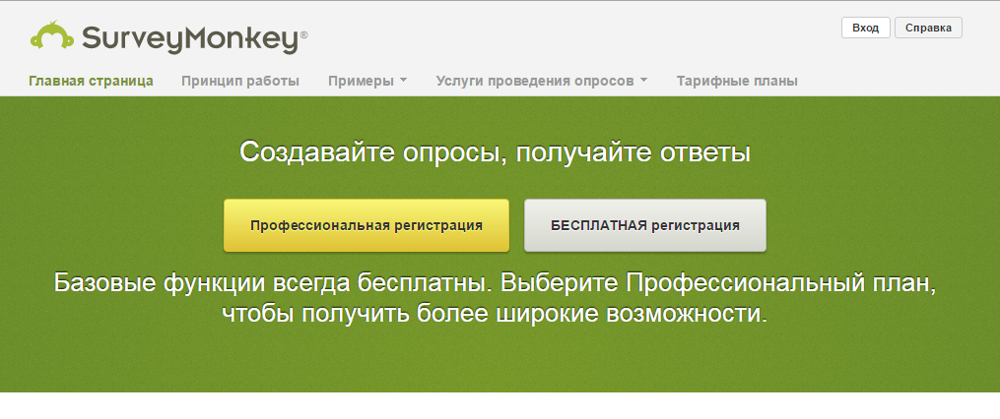 SurveyMonkey®
Вход
Справка
Главная страница
Принцип работы
Примеры
Услуги проведения опросов
Тарифные планы
Создавайте опросы, получайте ответы
Профессиональная регистрация
БЕСПЛАТНАЯ регистрация
Базовые функции всегда бесплатны. Выберите Профессиональный план,
чтобы получить более широкие возможности.